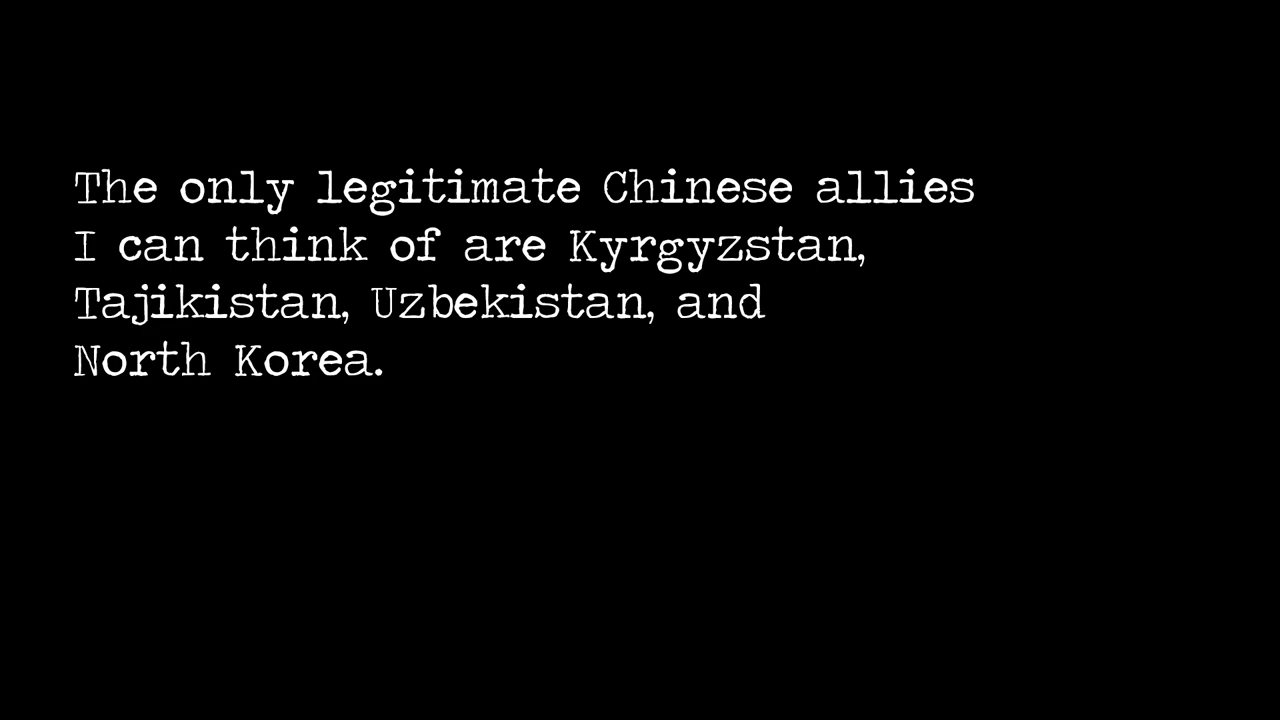 The only legitimate Chinese allies
I can think of are Kyrgyzstan,
Tajikistan, Uzbekistan, and
North Korea.